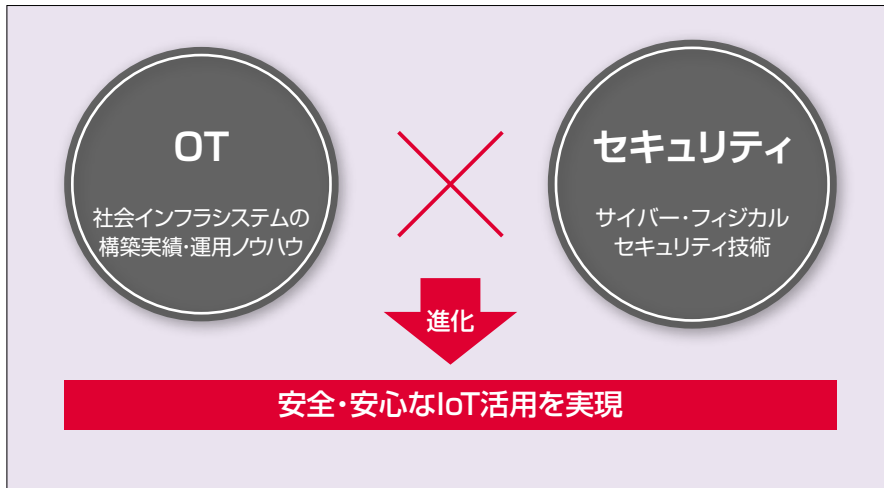 OT
社会インフラシステムの
構築実績・運用ノウハウ
セキュリティ
サイバー・フィジカル
セキュリティ技術
進化
安全・安心なIoT活用を実現